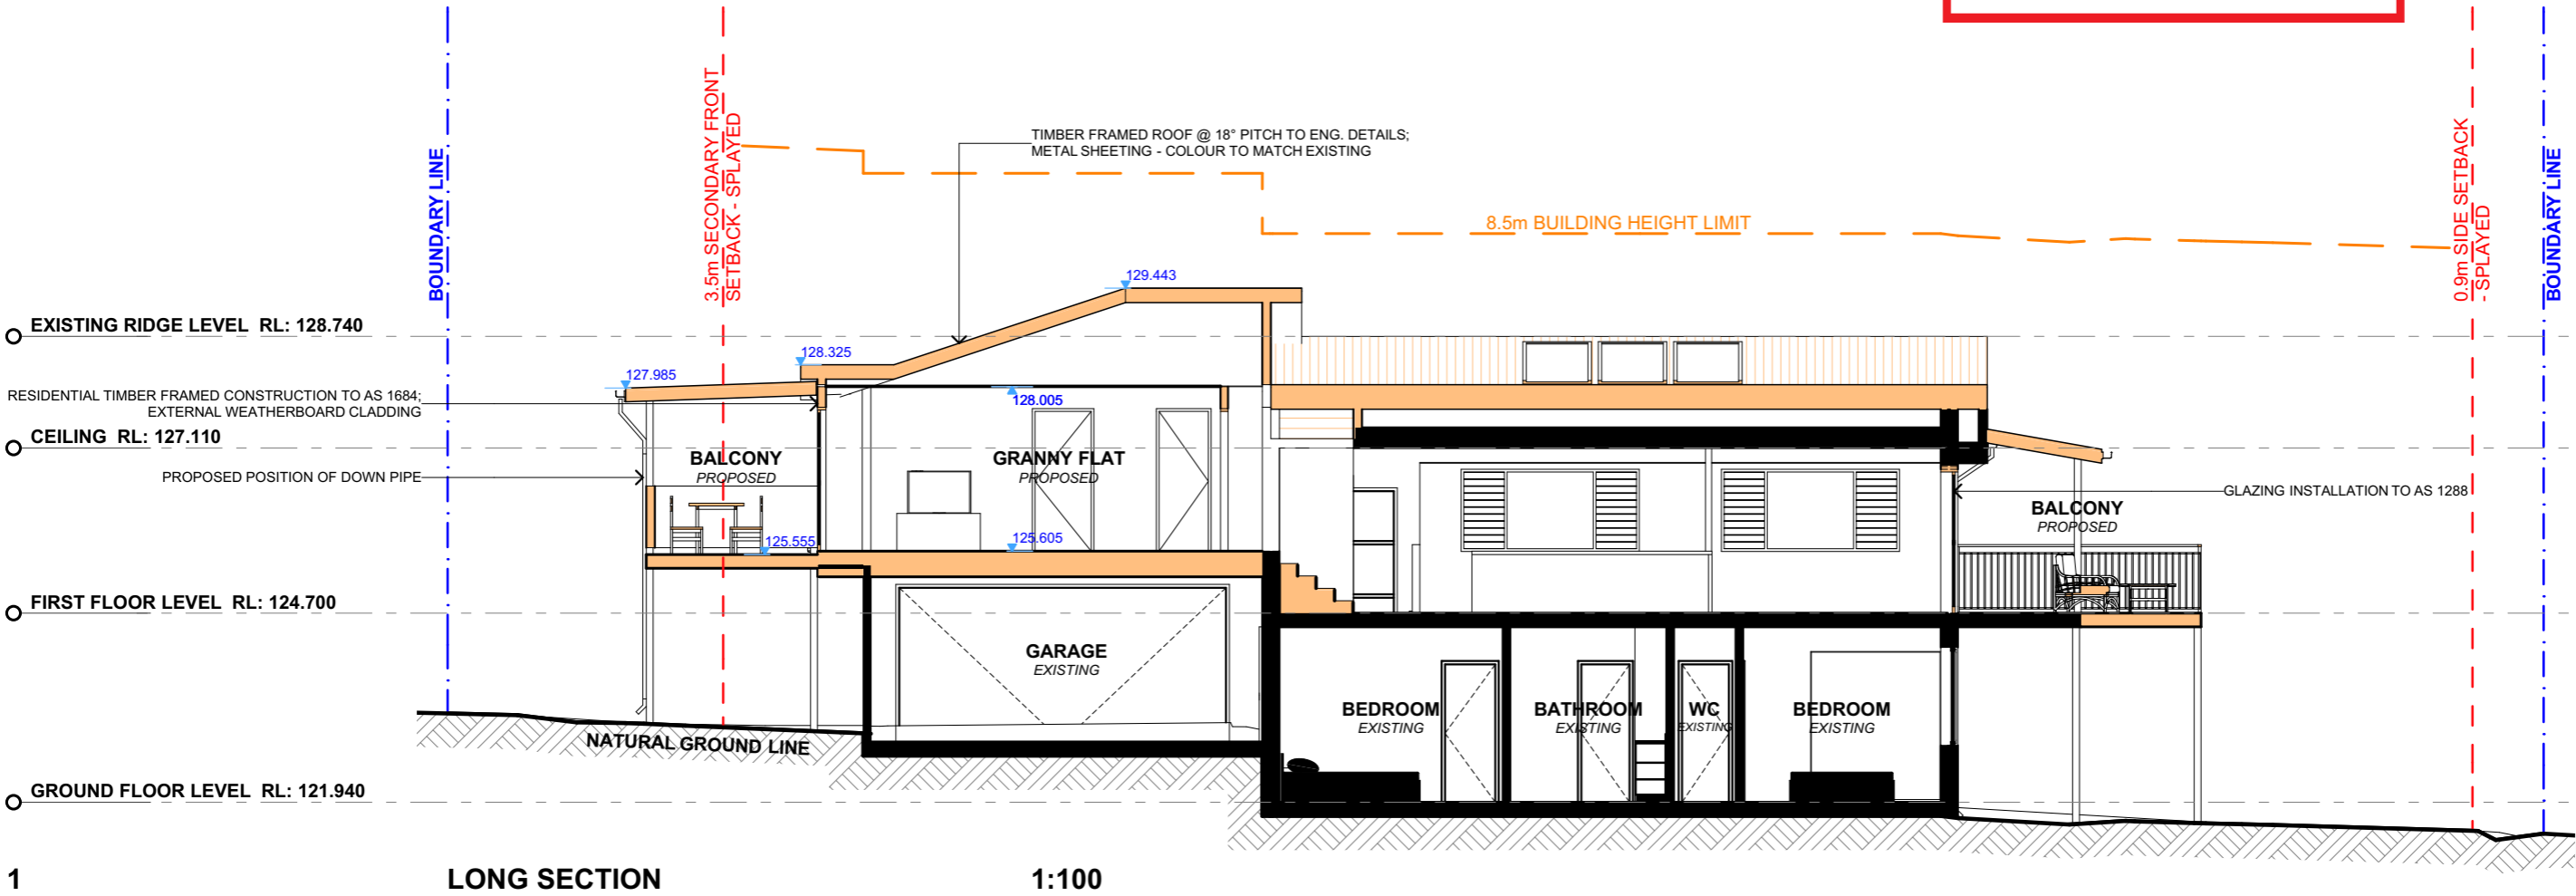 3.5m SECONDARY FRONT
SETBACK - SPLAYED
BOUNDARY LINE
TIMBER FRAMED ROOF @ 18° PITCH TO ENG. DETAILS;
METAL SHEETING - COLOUR TO MATCH EXISTING
8.5m BUILDING HEIGHT LIMIT
0.9m SIDE SETBACK
- SPLAYED
BOUNDARY LINE
129.443
EXISTING RIDGE LEVEL RL: 128.740
128.325
127.985
RESIDENTIAL TIMBER FRAMED CONSTRUCTION TO AS 1684;
EXTERNAL WEATHERBOARD CLADDING
128.005
CEILING RL: 127.110
BALCONY
PROPOSED
GRANNY FLAT
PROPOSED
PROPOSED POSITION OF DOWN PIPE
GLAZING INSTALLATION TO AS 1288
BALCONY
PROPOSED
125.555
125.605
FIRST FLOOR LEVEL RL: 124.700
GARAGE
EXISTING
BEDROOM
EXISTING
BATHROOM
EXISTING
WC
EXISTING
BEDROOM
EXISTING
NATURAL GROUND LINE
GROUND FLOOR LEVEL RL: 121.940
1
LONG SECTION
1:100